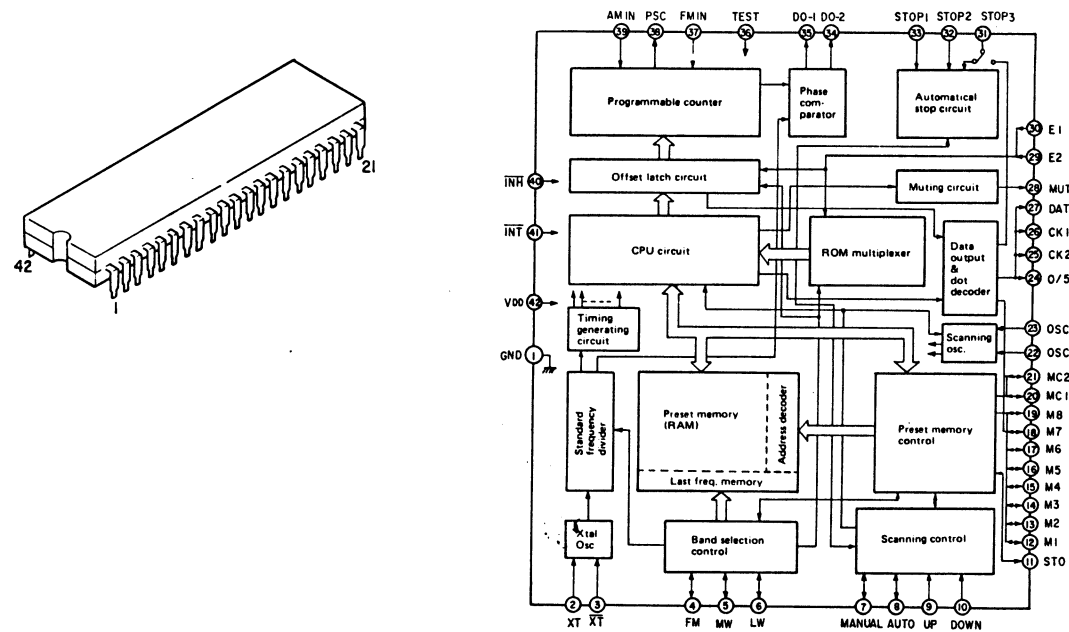 21
42
1
AMIN PSC FMIN TEST DO-1 DO-2 STOP1 STOP2 STOP3
39 38 37 36 35 34 33 32 31
Programmable counter
Phase
com-
parator
Automatical
stop circuit
30 E1
29 E2
INH 40
Offset latch circuit
Muting circuit
28 MUT
27 DAT
INT 41
CPU circuit
ROM multiplexer
Data
output
&
dot
decoder
26 CK1
25 CK2
24 O/5
VDD 42
Timing
generating
circuit
Scanning
osc.
23 OSC
22 OSC
GND 1
Standard
frequency
divider
Preset memory
(RAM)
Address decoder
Last freq. memory
Preset memory
control
21 MC2
20 MC1
19 M8
18 M7
17 M6
16 M5
15 M4
14 M3
13 M2
12 M1
11 STO
Xtal
Osc
Band selection
control
Scanning control
2 3 4 5 6 7 8 9 10
XT XT FM MW LW MANUAL AUTO UP DOWN